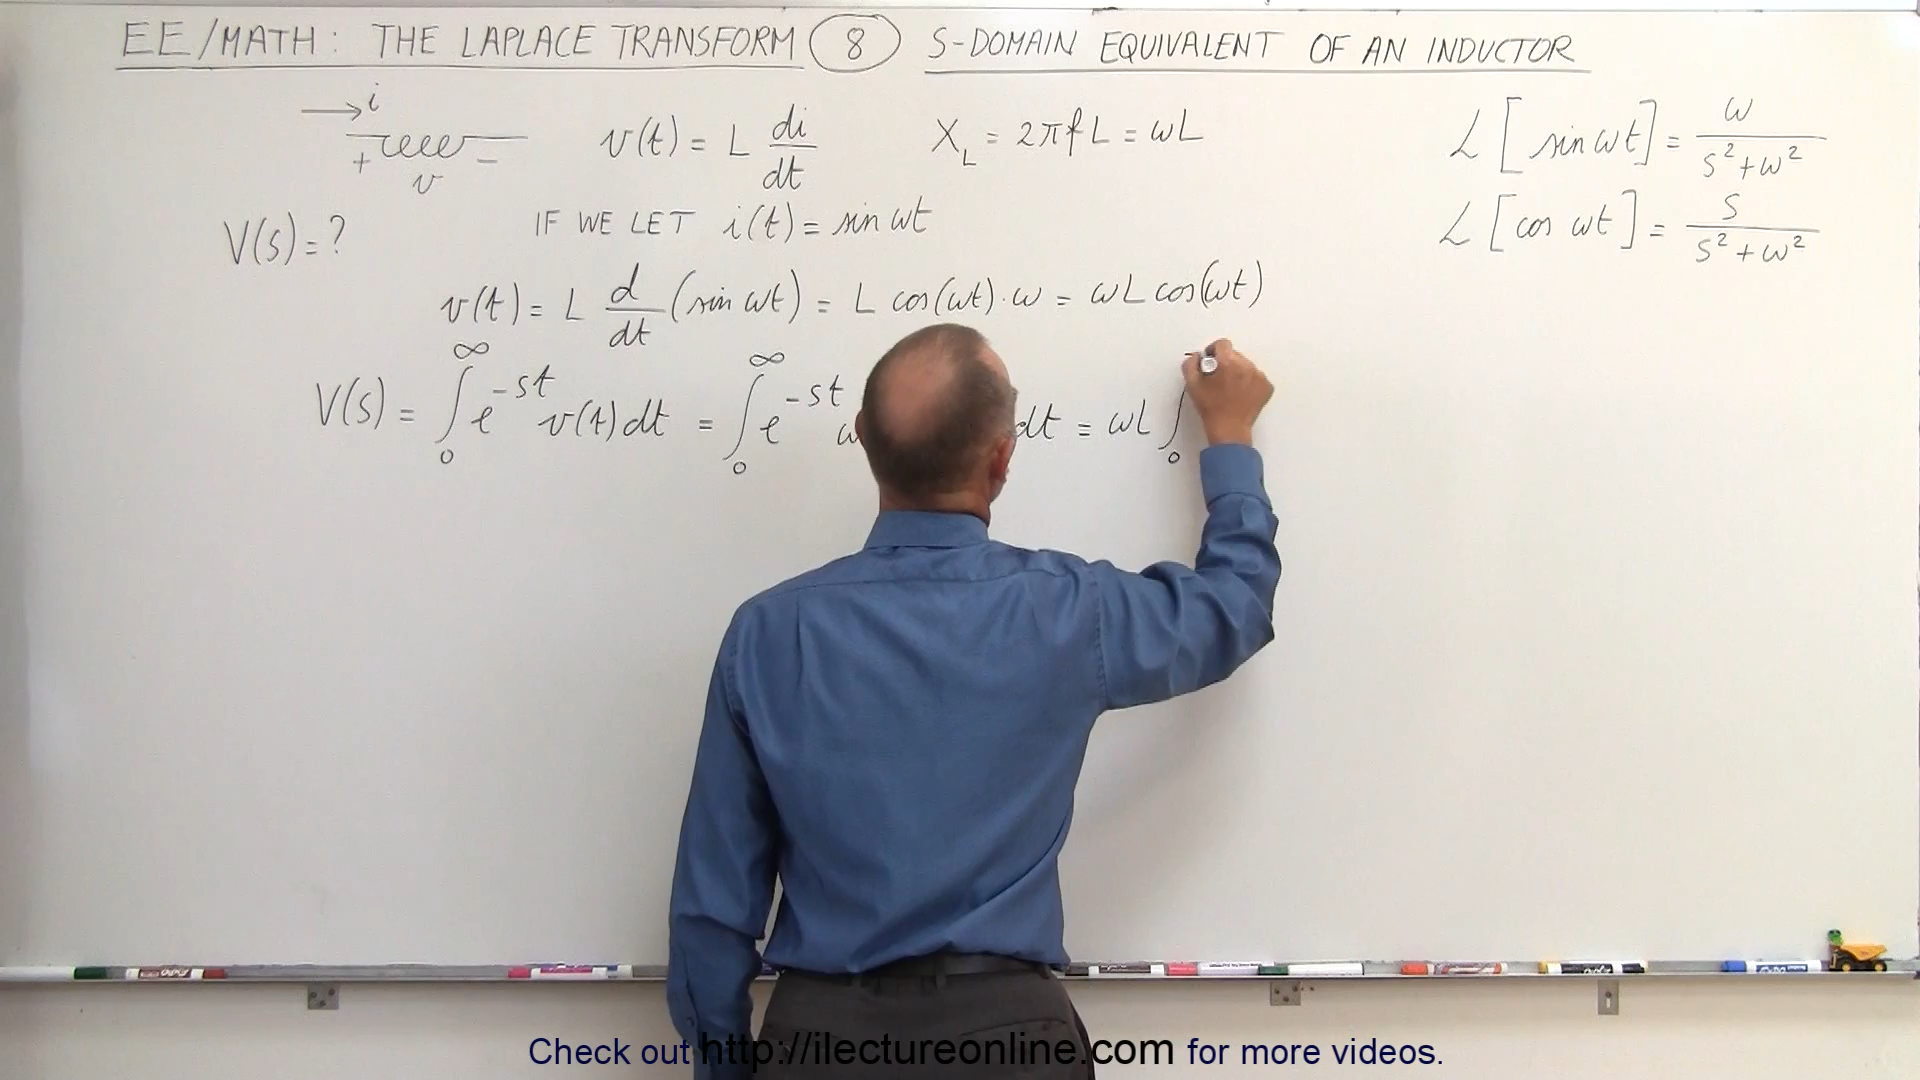 EE/MATH: THE LAPLACE TRANSFORM 8 S-DOMAIN EQUIVALENT OF AN INDUCTOR
i
+ -
v
v(t) = L di/dt
X_L = 2πfL = ωL
L[sin ωt] = ω/(s²+ω²)
V(s) = ?
IF WE LET i(t) = sin ωt
L[cos ωt] = s/(s²+ω²)
v(t) = L d/dt (sin ωt) = L cos(ωt)·ω = ωL cos(ωt)
V(s) = ∫₀^∞ e^(-st) v(t)dt = ∫₀^∞ e^(-st) ω dt = ωL ∫₀
Check out http://ilectureonline.com for more videos.